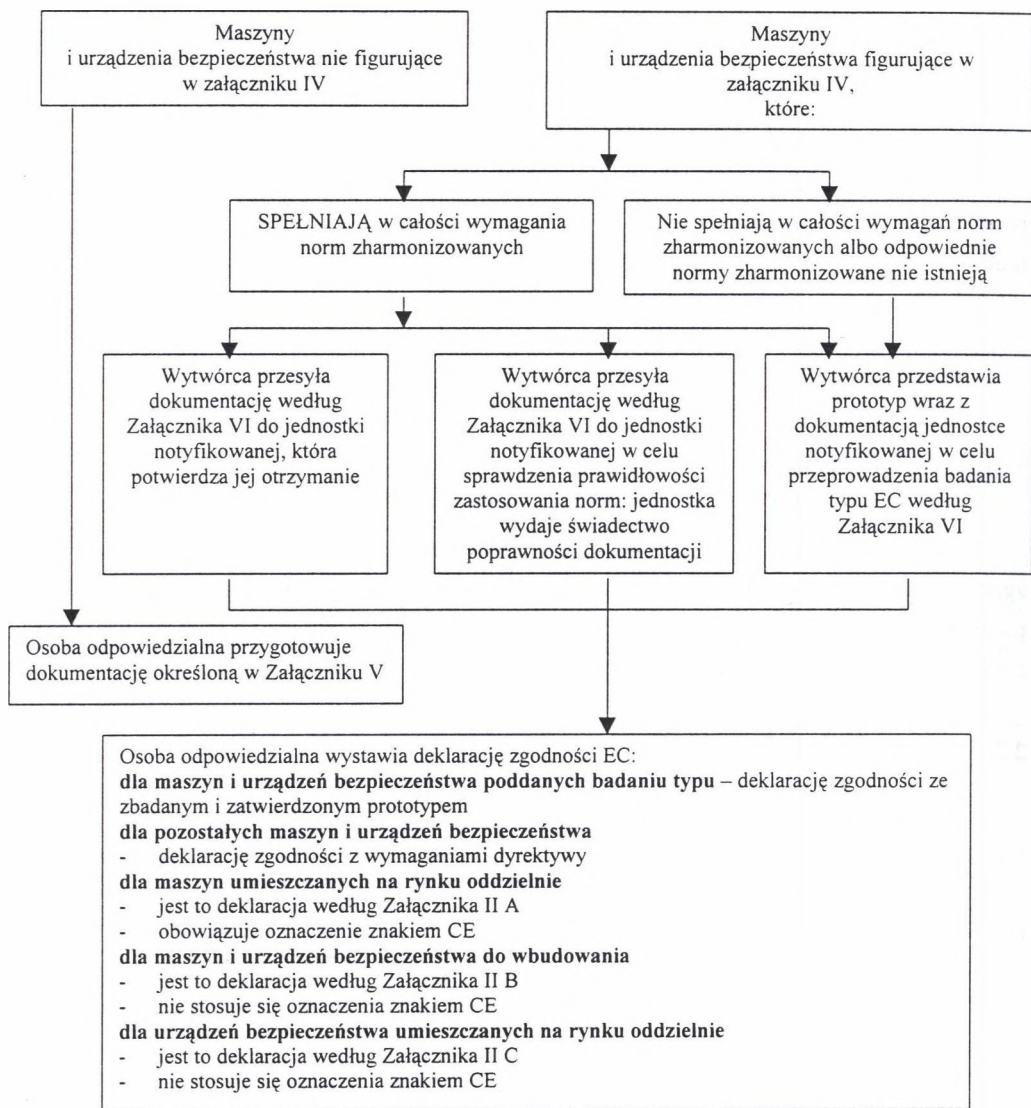 Maszyny
i urządzenia bezpieczeństwa nie figurujące
w załączniku IV
Maszyny
i urządzenia bezpieczeństwa figurujące w
załączniku IV,
które:
SPEŁNIAJĄ w całości wymagania
norm zharmonizowanych
Nie spełniają w całości wymagań norm
zharmonizowanych albo odpowiednie
normy zharmonizowane nie istnieją
Wytwórca przesyła
dokumentację według
Załącznika VI do jednostki
notyfikowanej, która
potwierdza jej otrzymanie
Wytwórca przesyła
dokumentację według
Załącznika VI do jednostki
notyfikowanej w celu
sprawdzenia prawidłowości
zastosowania norm: jednostka
wydaje świadectwo
poprawności dokumentacji
Wytwórca przedstawia
prototyp wraz z
dokumentacją jednostce
notyfikowanej w celu
przeprowadzenia badania
typu EC według
Załącznika VI
Osoba odpowiedzialna przygotowuje
dokumentację określoną w Załączniku V
Osoba odpowiedzialna wystawia deklarację zgodności EC:
dla maszyn i urządzeń bezpieczeństwa poddanych badaniu typu – deklarację zgodności ze
zbadanym i zatwierdzonym prototypem
dla pozostałych maszyn i urządzeń bezpieczeństwa
- deklarację zgodności z wymaganiami dyrektywy
dla maszyn umieszczanych na rynku oddzielnie
- jest to deklaracja według Załącznika II A
- obowiązuje oznaczenie znakiem CE
dla maszyn i urządzeń bezpieczeństwa do wbudowania
- jest to deklaracja według Załącznika II B
- nie stosuje się oznaczenia znakiem CE
dla urządzeń bezpieczeństwa umieszczanych na rynku oddzielnie
- jest to deklaracja według Załącznika II C
- nie stosuje się oznaczenia znakiem CE